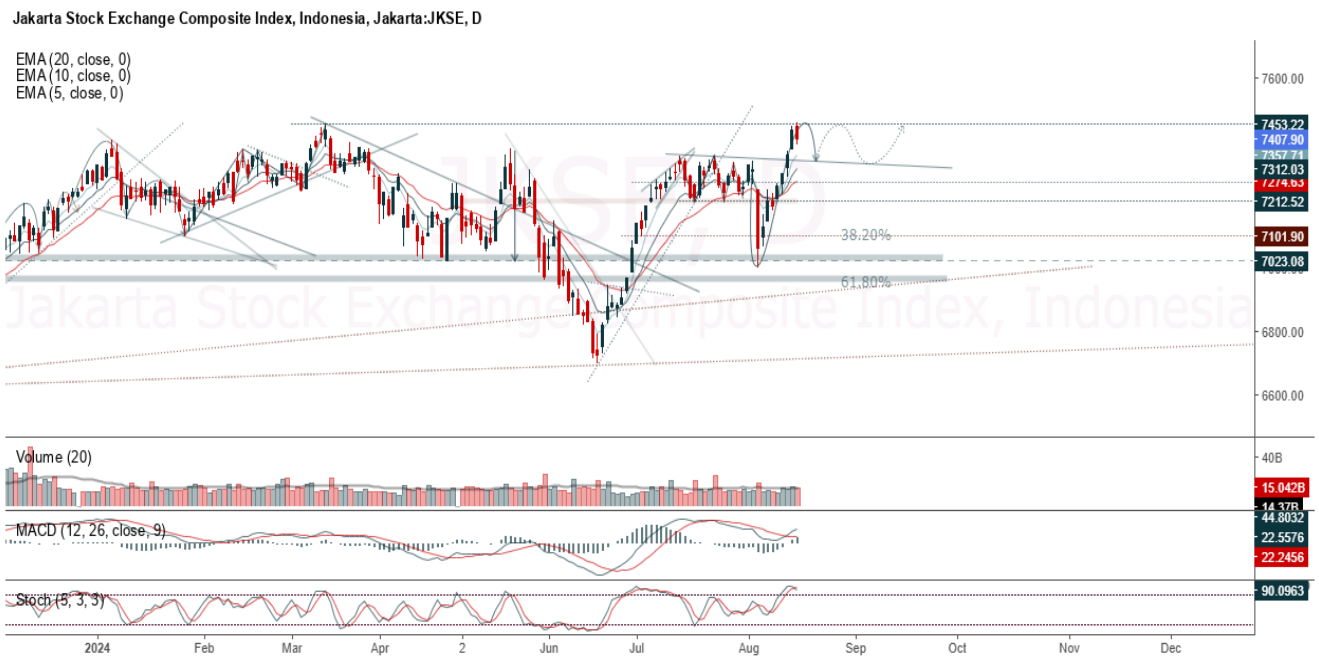 Jakarta Stock Exchange Composite Index, Indonesia, Jakarta:JKSE, D
EMA (20, close, 0)
EMA (10, close, 0)
EMA (5, close, 0)
JKSE, D
Jakarta Stock Exchange Composite Index, Indonesia
38.20%
61.80%
7600.00
7453.22
7407.90
7357.71
7312.03
7274.63
7212.52
7101.90
7023.08
6800.00
6600.00
Volume (20)
40B
15.042B
14.37B
MACD (12, 26, close, 9)
44.8032
22.5576
22.2456
Stoch (5, 3, 3)
90.0963
2024
Feb
Mar
Apr
2
Jun
Jul
Aug
Sep
Oct
Nov
Dec